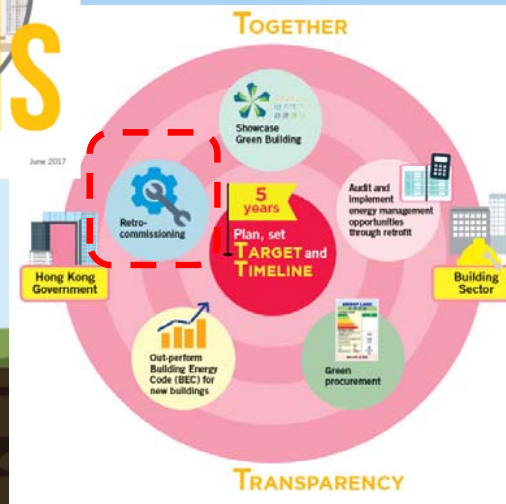 TOGETHER
S
June 2017
Showcase
Green Building
Retro-
commissioning
5
years
Plan, set
TARGET and
TIMELINE
Audit and
implement
energy management
opportunities
through retrofit
Hong Kong
Government
Building
Sector
Out-perform
Building Energy
Code (BEC) for
new buildings
ENERGY LABEL
Green
procurement
TRANSPARENCY